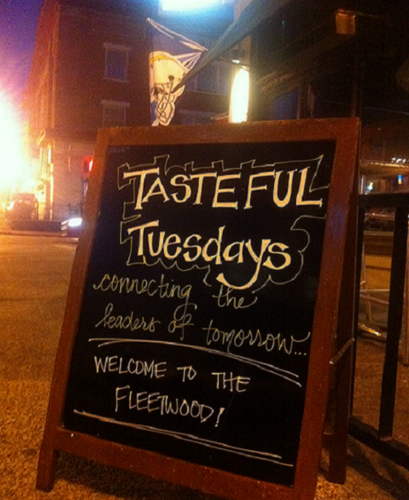 TASTEFUL
Tuesdays
connecting the
leaders of tomorrow...
WELCOME TO THE
FLEETWOOD!